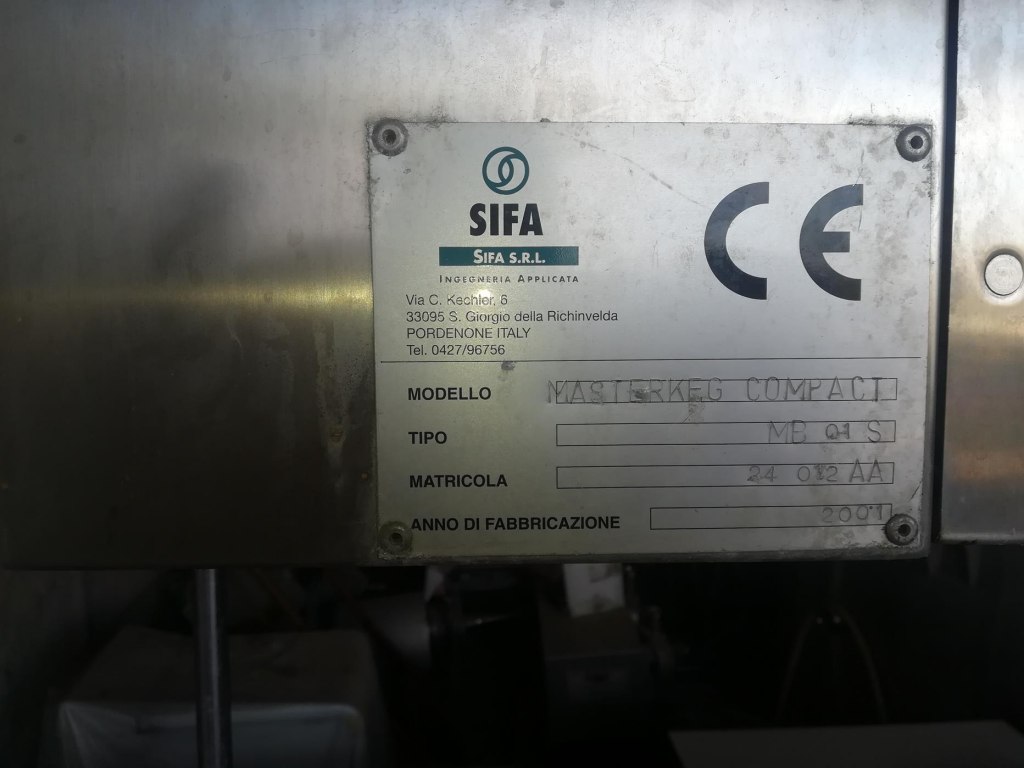 SIFA
SIFA S.R.L.
INGEGNERIA APPLICATA
CE
Via C. Kechler, 8
33095 S. Giorgio della Richinvelda
PORDENONE ITALY
Tel. 0427/96756
MODELLO MASTERKEG COMPACT
TIPO MB 01 S
MATRICOLA 24 012 AA
ANNO DI FABBRICAZIONE 2001